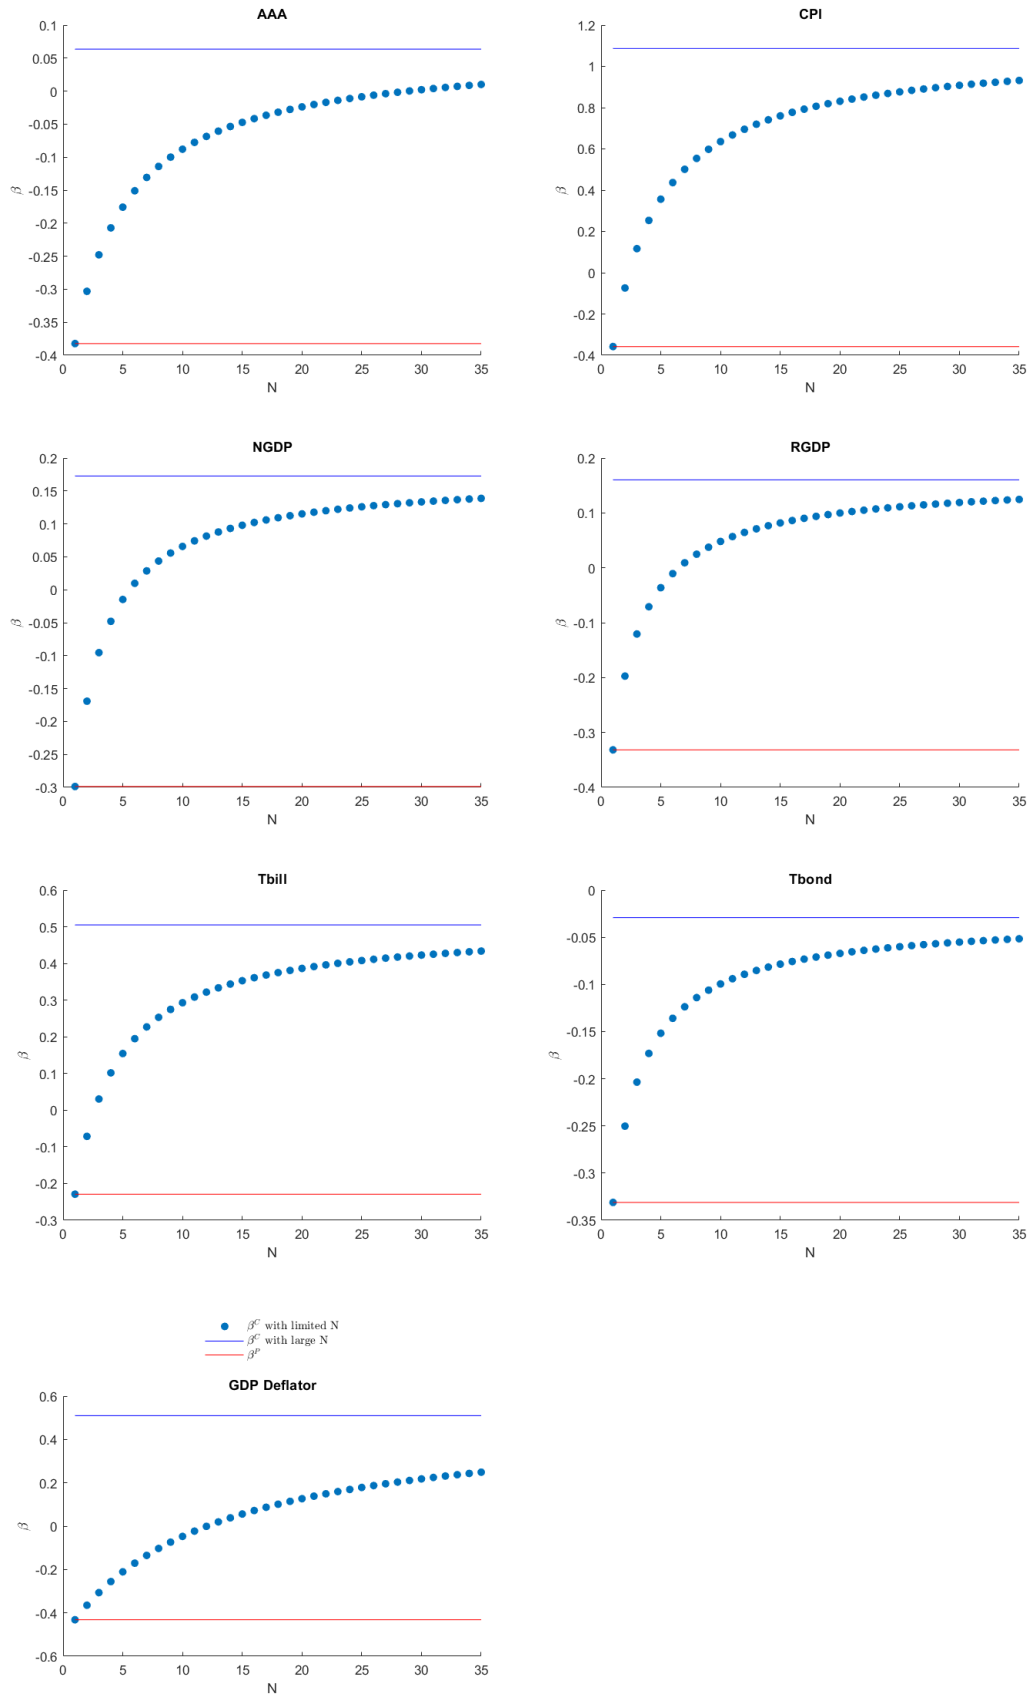 AAA
0.1
0.05
0
-0.05
-0.1
-0.15
-0.2
-0.25
-0.3
-0.35
-0.4
β
0 5 10 15 20 25 30 35
N
CPI
1.2
1
0.8
0.6
0.4
0.2
0
-0.2
-0.4
β
0 5 10 15 20 25 30 35
N
NGDP
0.2
0.15
0.1
0.05
0
-0.05
-0.1
-0.15
-0.2
-0.25
-0.3
β
0 5 10 15 20 25 30 35
N
RGDP
0.2
0.1
0
-0.1
-0.2
-0.3
-0.4
β
0 5 10 15 20 25 30 35
N
Tbill
0.6
0.5
0.4
0.3
0.2
0.1
0
-0.1
-0.2
-0.3
β
0 5 10 15 20 25 30 35
N
Tbond
0
-0.05
-0.1
-0.15
-0.2
-0.25
-0.3
-0.35
β
0 5 10 15 20 25 30 35
N
β^C with limited N
β^C with large N
β^P
GDP Deflator
0.6
0.4
0.2
0
-0.2
-0.4
-0.6
β
0 5 10 15 20 25 30 35
N